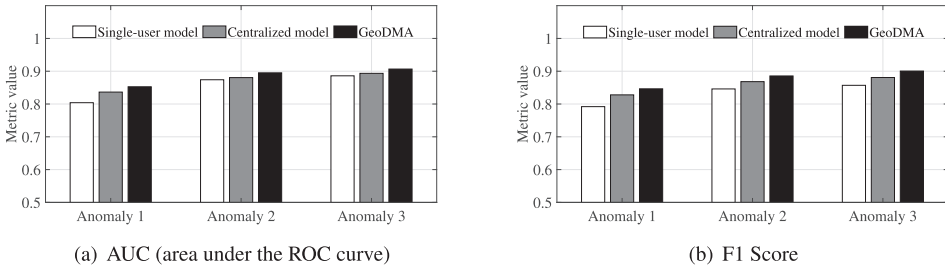 Single-user model Centralized model GeoDMA
1
0.9
0.8
0.7
0.6
0.5
Metric value
Anomaly 1 Anomaly 2 Anomaly 3
(a) AUC (area under the ROC curve)
Single-user model Centralized model GeoDMA
1
0.9
0.8
0.7
0.6
0.5
Metric value
Anomaly 1 Anomaly 2 Anomaly 3
(b) F1 Score